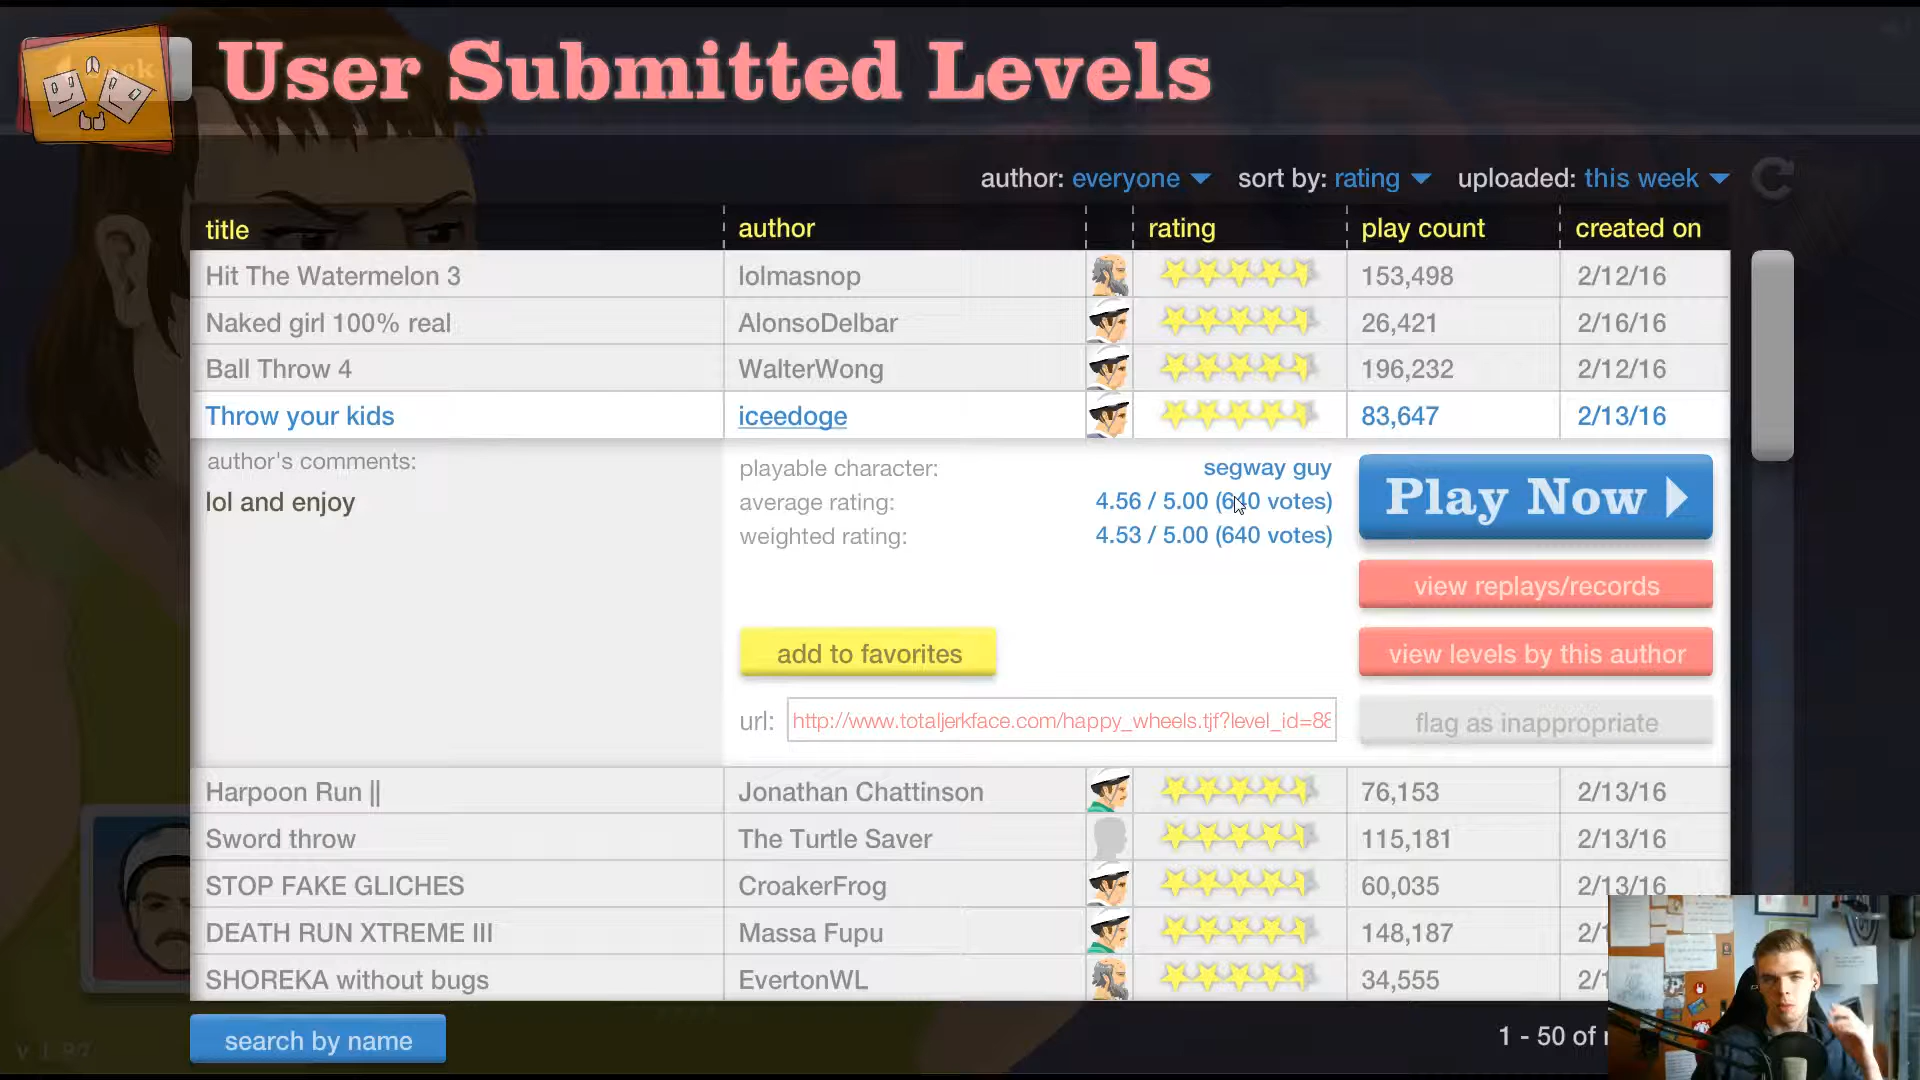 User Submitted Levels
author: everyone sort by: rating uploaded: this week
title author rating play count created on
Hit The Watermelon 3 lolmasnop 153,498 2/12/16
Naked girl 100% real AlonsoDelbar 26,421 2/16/16
Ball Throw 4 WalterWong 196,232 2/12/16
Throw your kids iceedoge 83,647 2/13/16
author's comments:
lol and enjoy
playable character: segway guy
average rating: 4.56 / 5.00 (640 votes)
weighted rating: 4.53 / 5.00 (640 votes)
Play Now
view replays/records
add to favorites
view levels by this author
url: http://www.totaljerkface.com/happy_wheels.tjf?level_id=88
flag as inappropriate
Harpoon Run || Jonathan Chattinson 76,153 2/13/16
Sword throw The Turtle Saver 115,181 2/13/16
STOP FAKE GLICHES CroakerFrog 60,035 2/13/16
DEATH RUN XTREME III Massa Fupu 148,187 2/1
SHOREKA without bugs EvertonWL 34,555 2/1
search by name
1 - 50 of